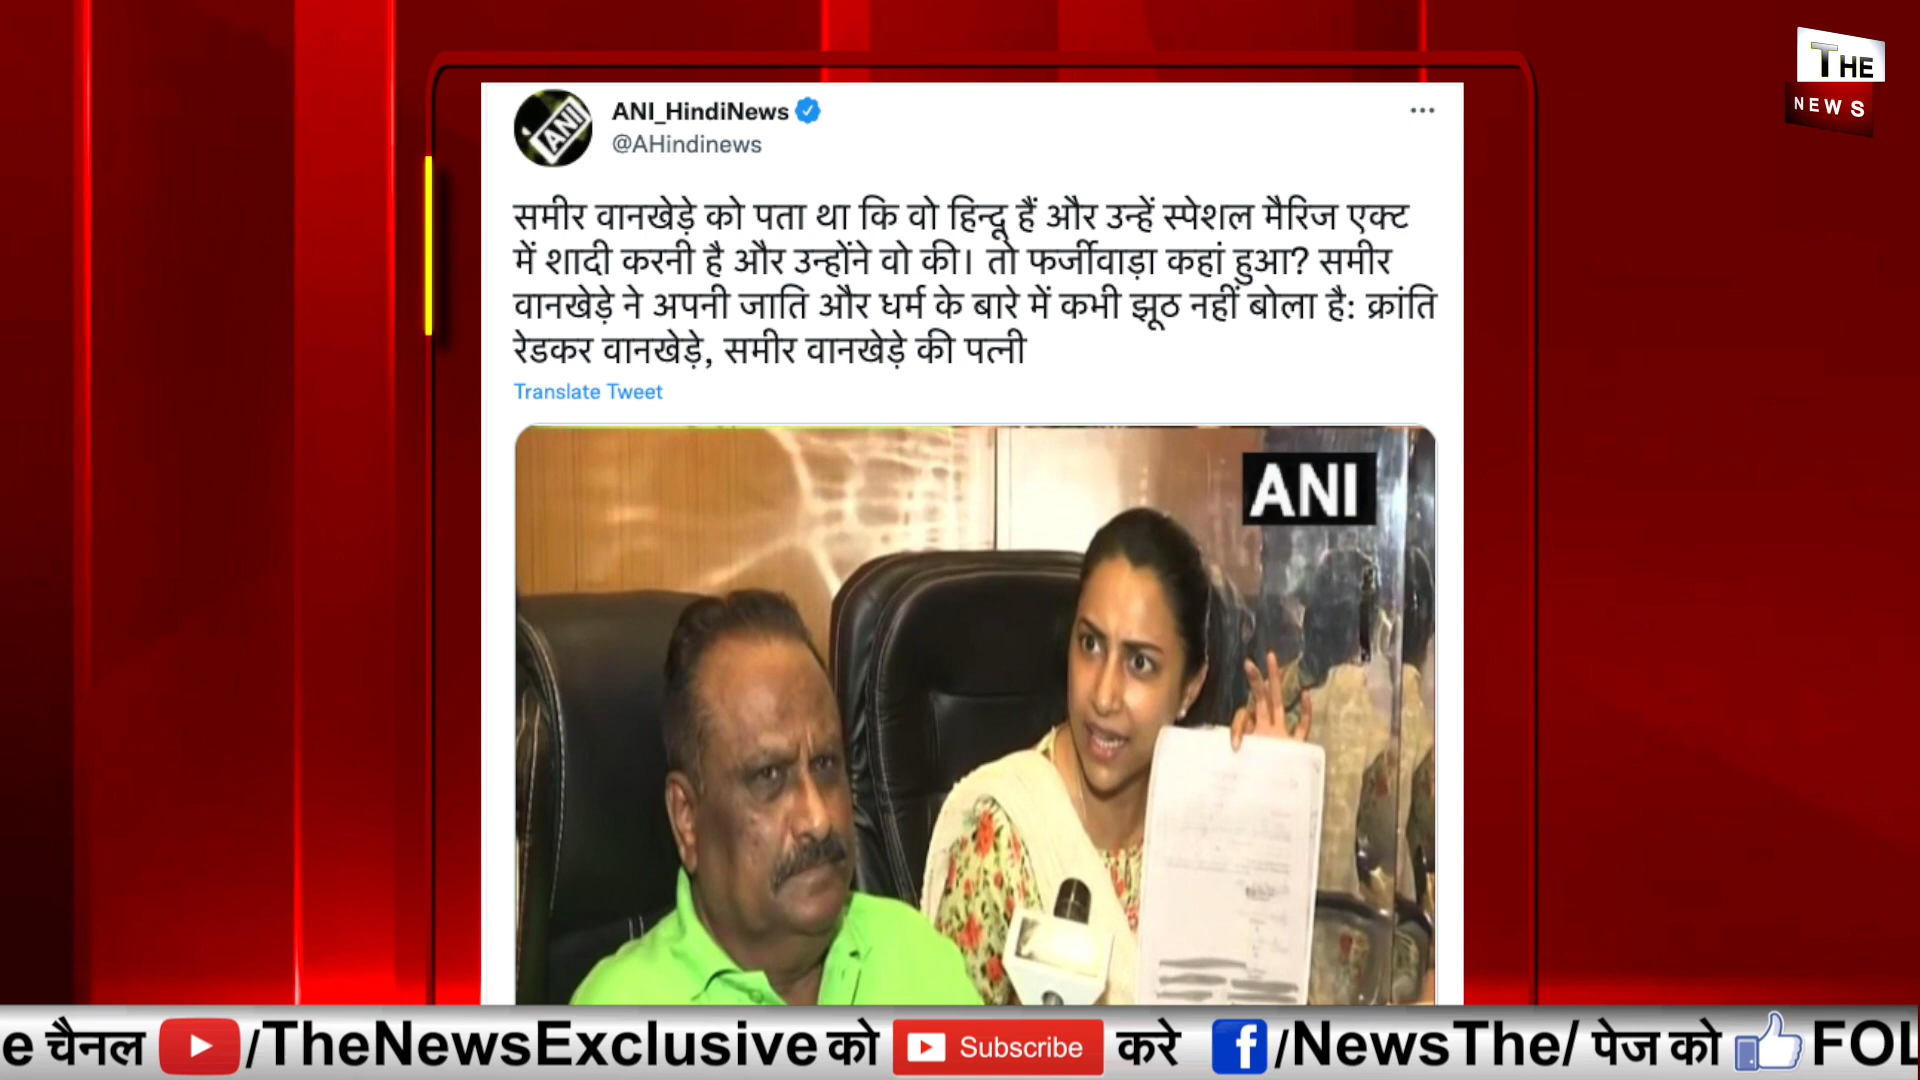 THE
NEWS
ANI
ANI_HindiNews
@AHindinews
समीर वानखेड़े को पता था कि वो हिन्दू हैं और उन्हें स्पेशल मैरिज एक्ट
में शादी करनी है और उन्होंने वो की। तो फर्जीवाड़ा कहां हुआ? समीर
वानखेड़े ने अपनी जाति और धर्म के बारे में कभी झूठ नहीं बोला है: क्रांति
रेडकर वानखेड़े, समीर वानखेड़े की पत्नी
Translate Tweet
ANI
e चैनल /TheNewsExclusive को Subscribe करे f /NewsThe/ पेज को FOL